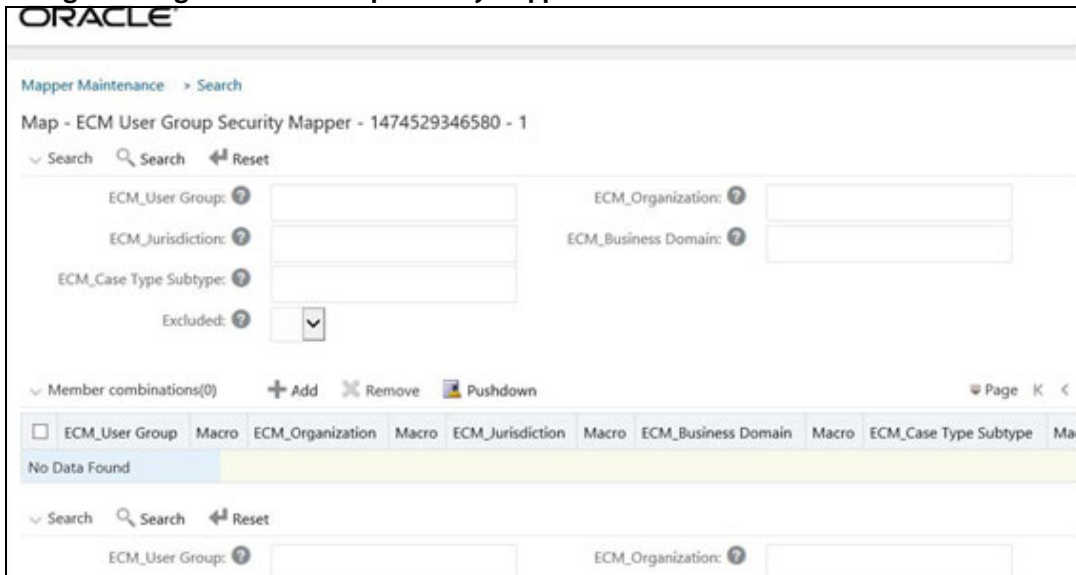 ORACLE
Mapper Maintenance > Search
Map - ECM User Group Security Mapper - 1474529346580 - 1
Search Search Reset
ECM_User Group: ? ECM_Organization: ?
ECM_Jurisdiction: ? ECM_Business Domain: ?
ECM_Case Type Subtype: ?
Excluded: ?
Member combinations(0) Add Remove Pushdown Page
ECM_User Group Macro ECM_Organization Macro ECM_Jurisdiction Macro ECM_Business Domain Macro ECM_Case Type Subtype Ma
No Data Found
Search Search Reset
ECM_User Group: ? ECM_Organization: ?